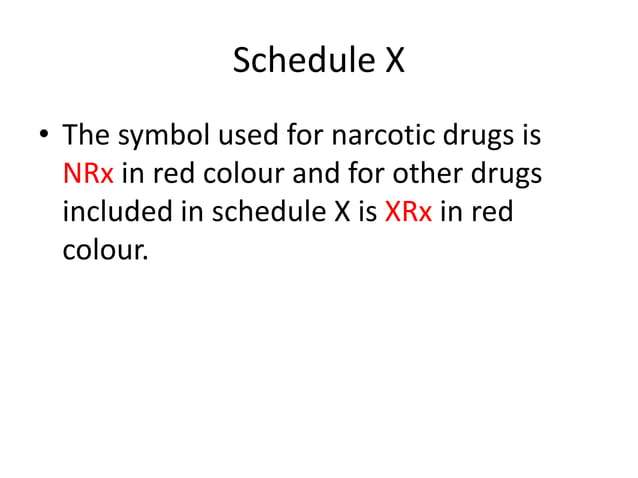 Schedule X
• The symbol used for narcotic drugs is
NRx in red colour and for other drugs
included in schedule X is XRx in red
colour.